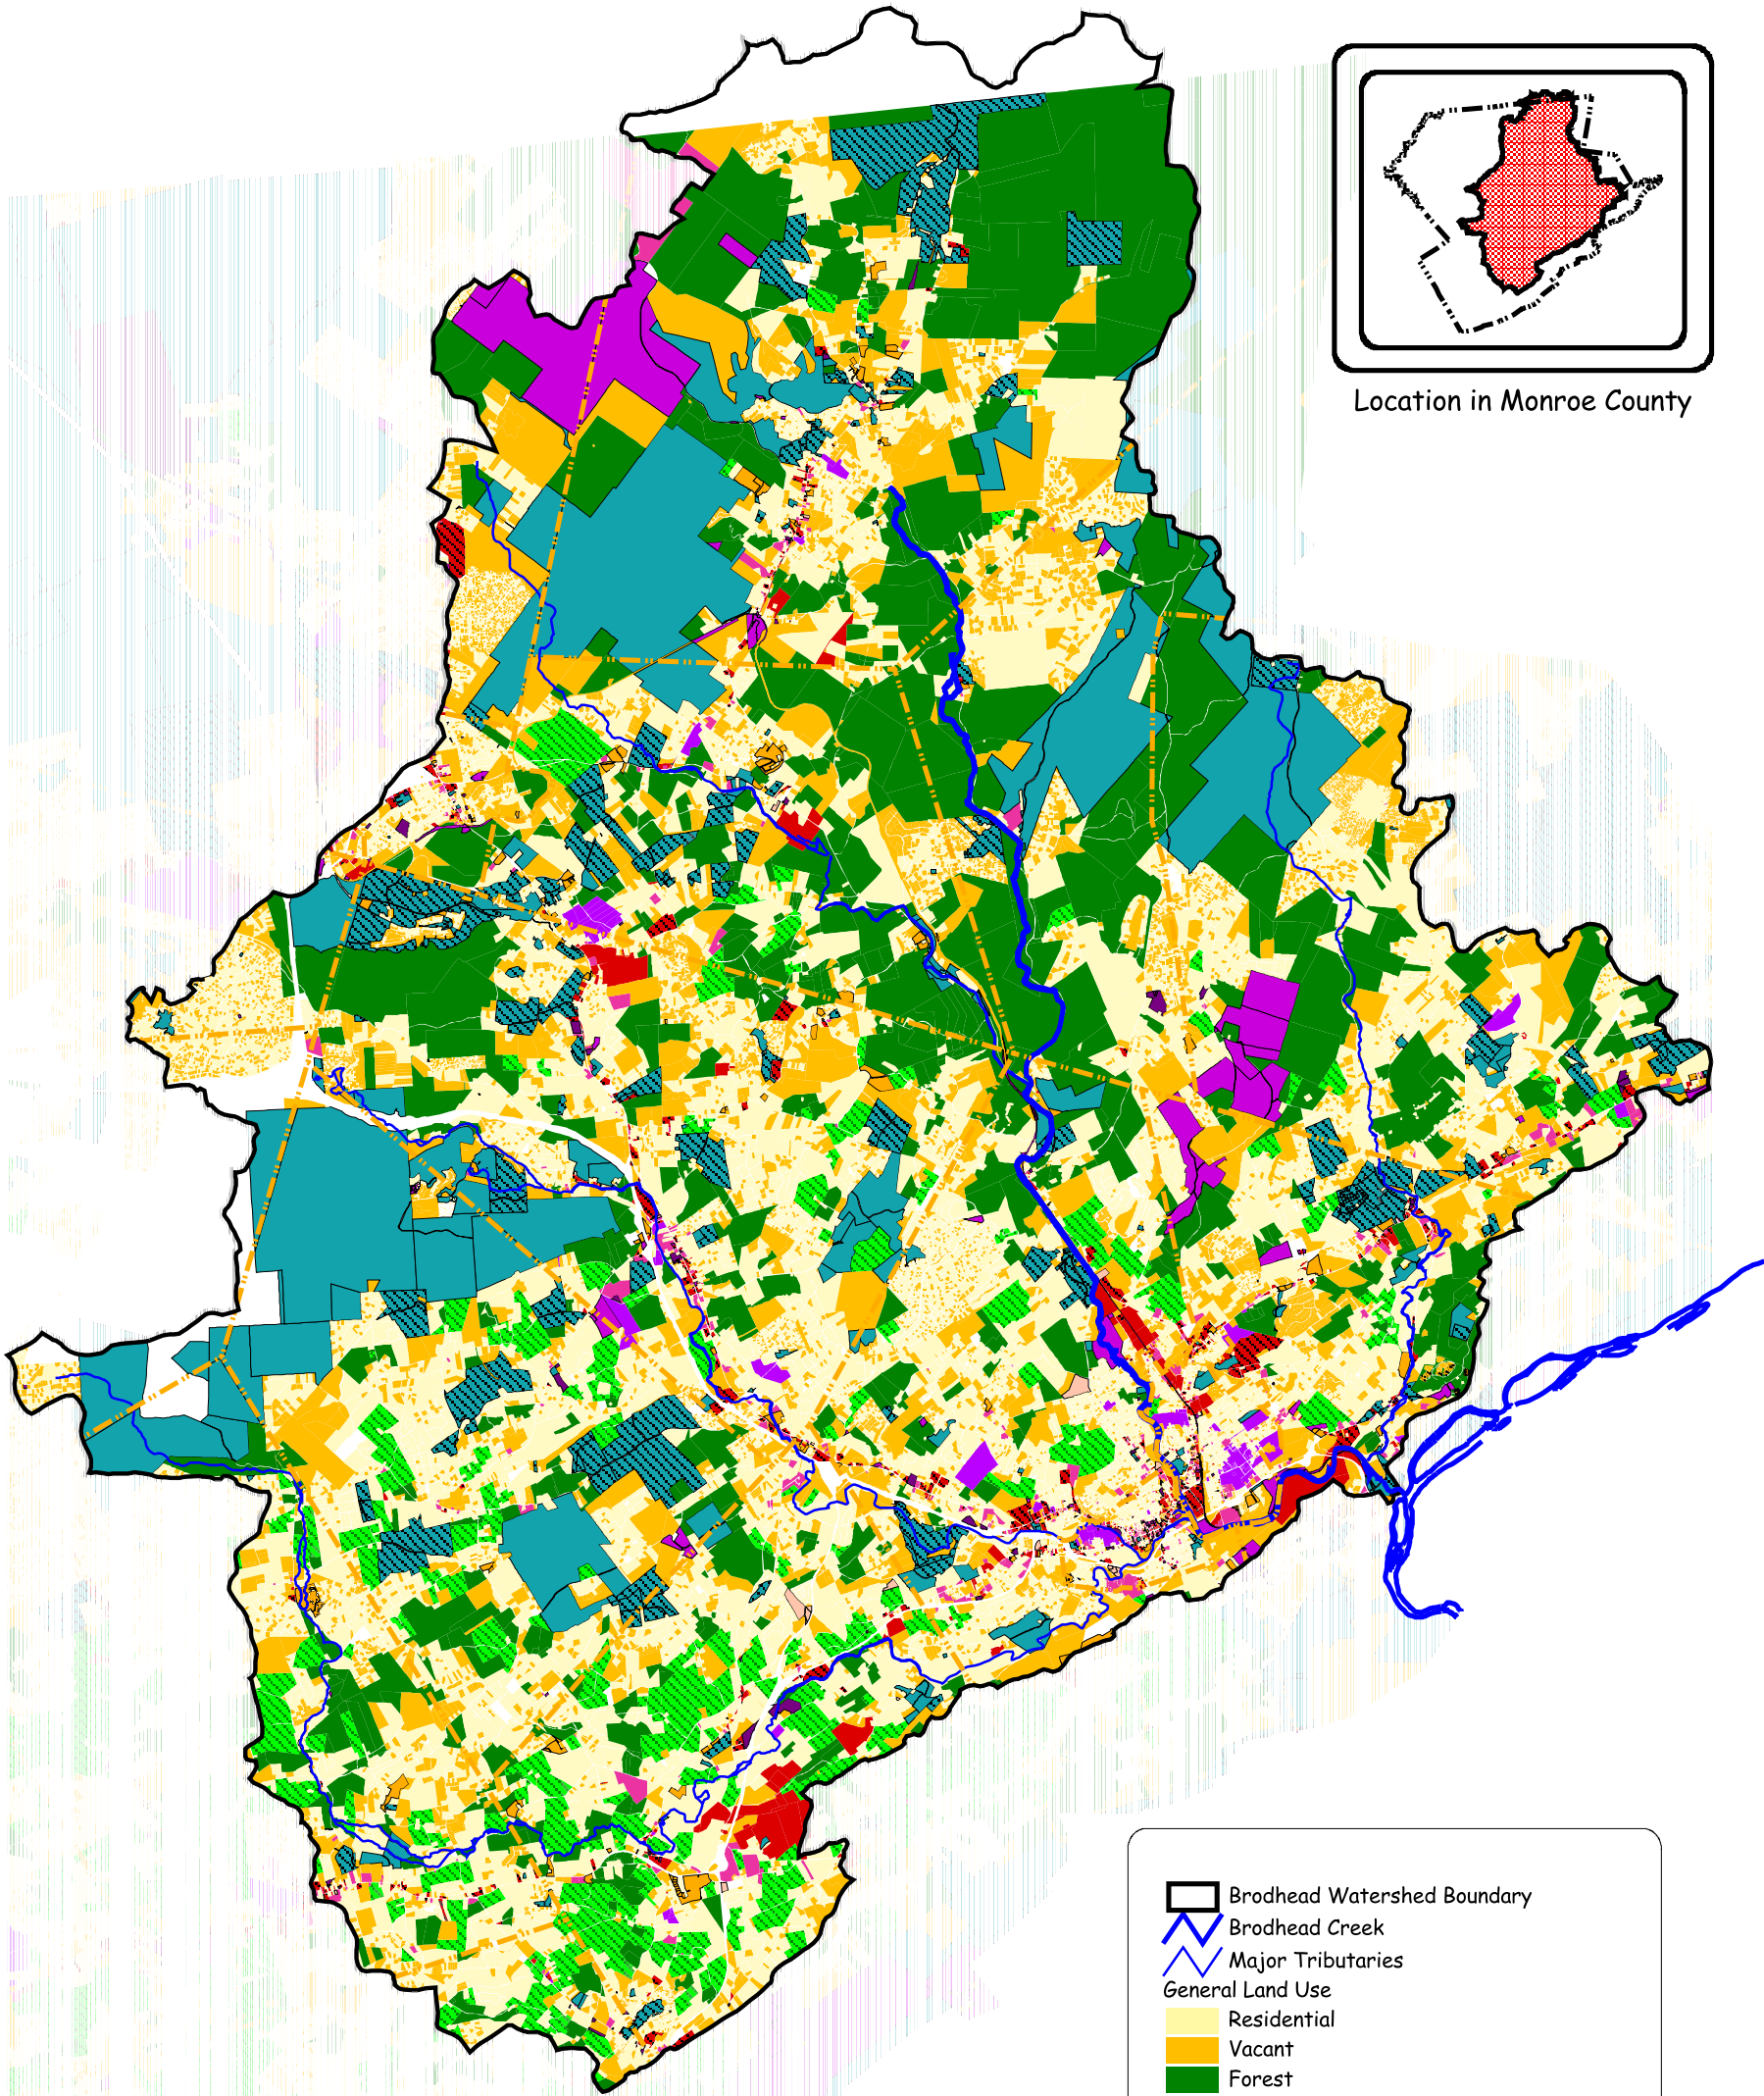 Location in Monroe County
Brodhead Watershed Boundary
Brodhead Creek
Major Tributaries
General Land Use
Residential
Vacant
Forest